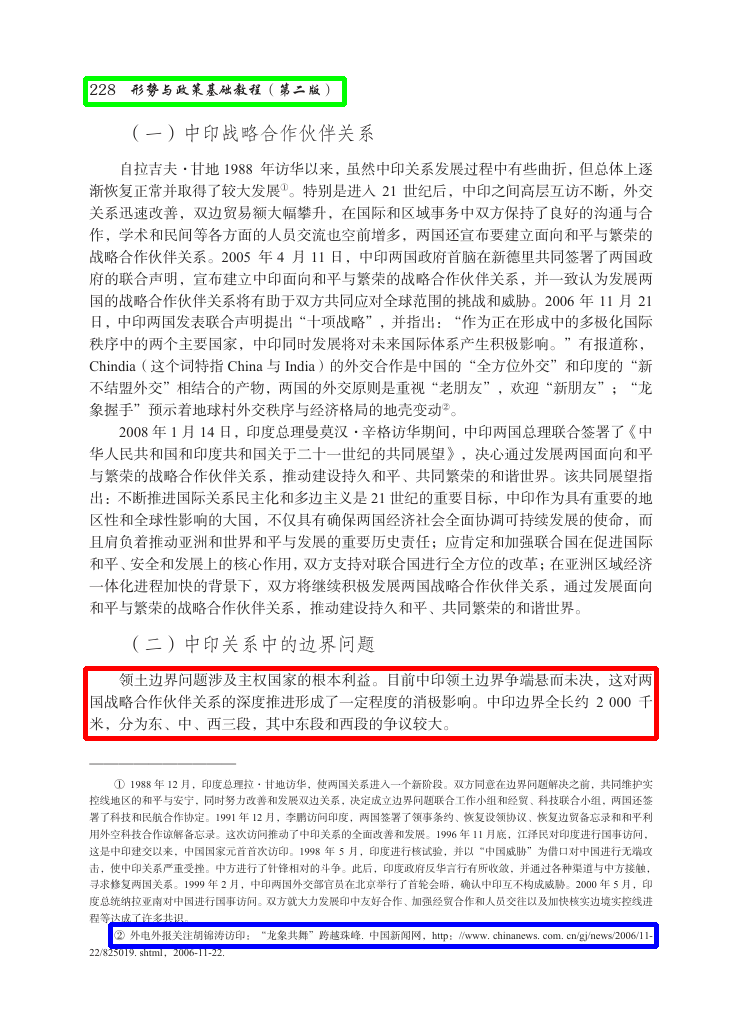 228 形势与政策基础教程（第二版）
（一）中印战略合作伙伴关系
自拉吉夫·甘地 1988 年访华以来，虽然中印关系发展过程中有些曲折，但总体上逐
渐恢复正常并取得了较大发展①。特别是进入 21 世纪后，中印之间高层互访不断，外交
关系迅速改善，双边贸易额大幅攀升，在国际和区域事务中双方保持了良好的沟通与合
作，学术和民间等各方面的人员交流也空前增多，两国还宣布要建立面向和平与繁荣的
战略合作伙伴关系。2005 年 4 月 11 日，中印两国政府首脑在新德里共同签署了两国政
府的联合声明，宣布建立中印面向和平与繁荣的战略合作伙伴关系，并一致认为发展两
国的战略合作伙伴关系将有助于双方共同应对全球范围的挑战和威胁。2006 年 11 月 21
日，中印两国发表联合声明提出“十项战略”，并指出：“作为正在形成中的多极化国际
秩序中的两个主要国家，中印同时发展将对未来国际体系产生积极影响。”有报道称，
Chindia（这个词特指 China 与 India）的外交合作是中国的“全方位外交”和印度的“新
不结盟外交”相结合的产物，两国的外交原则是重视“老朋友”，欢迎“新朋友”；“龙
象握手”预示着地球村外交秩序与经济格局的地壳变动②。
2008 年 1 月 14 日，印度总理曼莫汉·辛格访华期间，中印两国总理联合签署了《中
华人民共和国和印度共和国关于二十一世纪的共同展望》，决心通过发展两国面向和平
与繁荣的战略合作伙伴关系，推动建设持久和平、共同繁荣的和谐世界。该共同展望指
出：不断推进国际关系民主化和多边主义是 21 世纪的重要目标，中印作为具有重要的地
区性和全球性影响的大国，不仅具有确保两国经济社会全面协调可持续发展的使命，而
且肩负着推动亚洲和世界和平与发展的重要历史责任；应肯定和加强联合国在促进国际
和平、安全和发展上的核心作用，双方支持对联合国进行全方位的改革；在亚洲区域经济
一体化进程加快的背景下，双方将继续积极发展两国战略合作伙伴关系，通过发展面向
和平与繁荣的战略合作伙伴关系，推动建设持久和平、共同繁荣的和谐世界。
（二）中印关系中的边界问题
领土边界问题涉及主权国家的根本利益。目前中印领土边界争端悬而未决，这对两
国战略合作伙伴关系的深度推进形成了一定程度的消极影响。中印边界全长约 2 000 千
米，分为东、中、西三段，其中东段和西段的争议较大。
① 1988 年 12 月，印度总理拉·甘地访华，使两国关系进入一个新阶段。双方同意在边界问题解决之前，共同维护实
控线地区的和平与安宁，同时努力改善和发展双边关系，决定成立边界问题联合工作小组和经贸、科技联合小组，两国还签
署了科技和民航合作协定。1991 年 12 月，李鹏访问印度，两国签署了领事条约、恢复设领协议、恢复边贸备忘录和和平利
用外空科技合作谅解备忘录。这次访问推动了中印关系的全面改善和发展。1996 年 11 月底，江泽民对印度进行国事访问，
这是中印建交以来，中国国家元首首次访印。1998 年 5 月，印度进行核试验，并以“中国威胁”为借口对中国进行无端攻
击，使中印关系严重受挫。中方进行了针锋相对的斗争。此后，印度政府反华言行有所收敛，并通过各种渠道与中方接触，
寻求修复两国关系。1999 年 2 月，中印两国外交部官员在北京举行了首轮会晤，确认中印互不构成威胁。2000 年 5 月，印
度总统纳拉亚南对中国进行国事访问。双方就大力发展印中友好合作、加强经贸合作和人员交往以及加快核实边境实控线进
程等达成了许多共识。
② 外电外报关注胡锦涛访印：“龙象共舞”跨越珠峰. 中国新闻网，http：//www. chinanews. com. cn/gj/news/2006/11-
22/825019. shtml，2006-11-22.